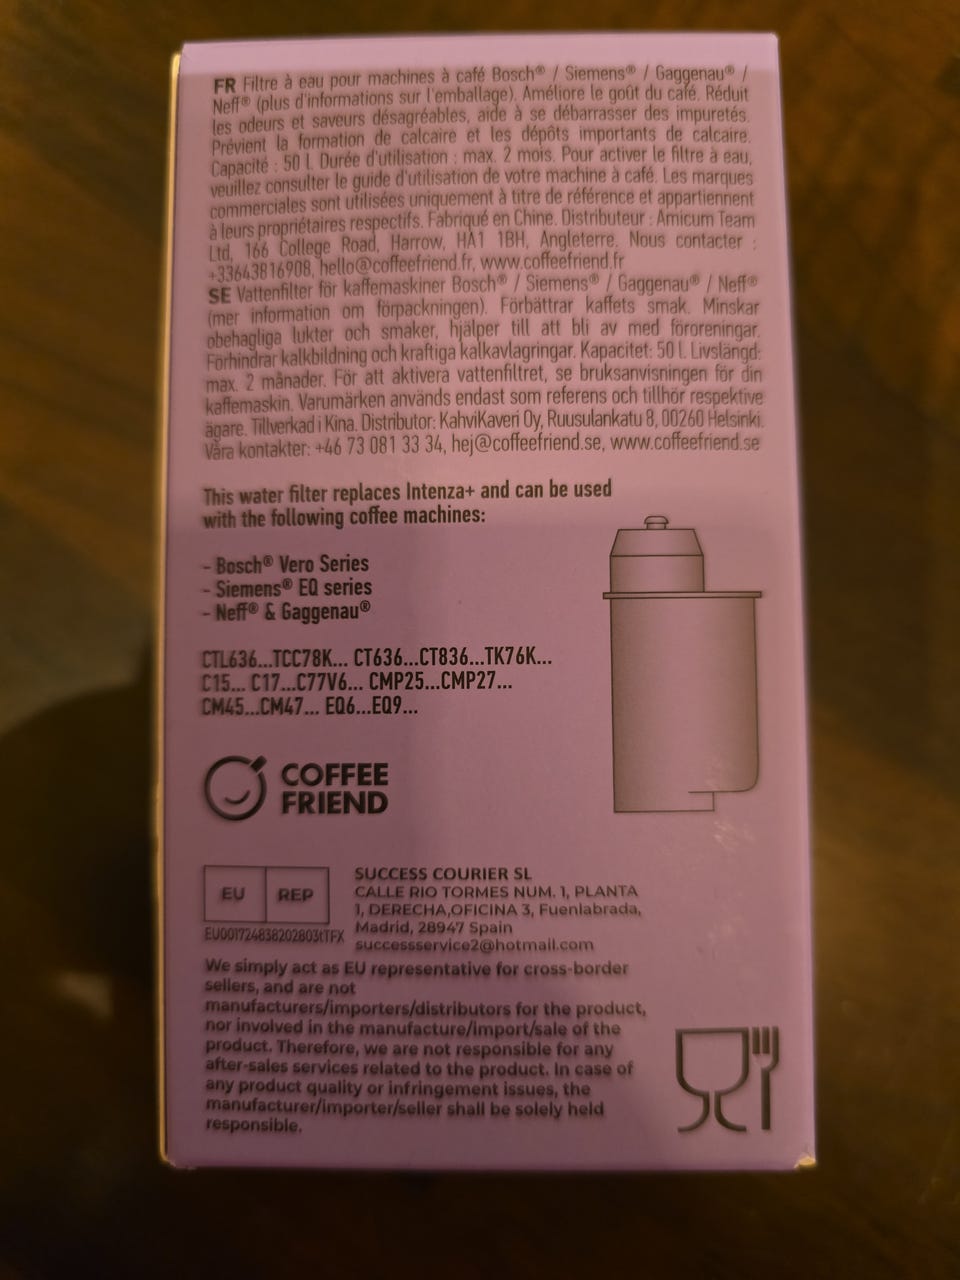 FR Filtre à eau pour machines à café Bosch® / Siemens® / Gaggenau® /
Neff® (plus d'informations sur l'emballage). Améliore le goût du café. Réduit
les odeurs et saveurs désagréables, aide à se débarrasser des impuretés.
Prévient la formation de calcaire et les dépôts importants de calcaire.
Capacité : 50 l. Durée d'utilisation : max. 2 mois. Pour activer le filtre à eau,
veuillez consulter le guide d'utilisation de votre machine à café. Les marques
commerciales sont utilisées uniquement à titre de référence et appartiennent
à leurs propriétaires respectifs. Fabriqué en Chine. Distributeur : Amicum Team
Ltd, 166 College Road, Harrow, HA1 1BH, Angleterre. Nous contacter :
+33643816908, hello@coffeefriend.fr, www.coffeefriend.fr
SE Vattenfilter för kaffemaskiner Bosch® / Siemens® / Gaggenau® / Neff®
(mer information om förpackningen). Förbättrar kaffets smak. Minskar
obehagliga lukter och smaker, hjälper till att bli av med föroreningar.
Förhindrar kalkbildning och kraftiga kalkavlagringar. Kapacitet: 50 l. Livslängd:
max. 2 månader. För att aktivera vattenfiltret, se bruksanvisningen för din
kaffemaskin. Varumärken används endast som referens och tillhör respektive
ägare. Tillverkad i Kina. Distributor: KahviKaveri Oy, Ruusulankatu 8, 00260 Helsinki.
Våra kontakter: +46 73 081 33 34, hej@coffeefriend.se, www.coffeefriend.se
This water filter replaces Intenza+ and can be used
with the following coffee machines:
- Bosch® Vero Series
- Siemens® EQ series
- Neff® & Gaggenau®
CTL636...TCC78K... CT636...CT836...TK76K...
C15... C17...C77V6... CMP25...CMP27...
CM45...CM47... EQ6...EQ9...
COFFEE
FRIEND
EU REP
EU001724838202803tTFX
SUCCESS COURIER SL
CALLE RIO TORMES NUM. 1, PLANTA
1, DERECHA,OFICINA 3, Fuenlabrada,
Madrid, 28947 Spain
successservice2@hotmail.com
We simply act as EU representative for cross-border
sellers, and are not
manufacturers/importers/distributors for the product,
nor involved in the manufacture/import/sale of the
product. Therefore, we are not responsible for any
after-sales services related to the product. In case of
any product quality or infringement issues, the
manufacturer/importer/seller shall be solely held
responsible.